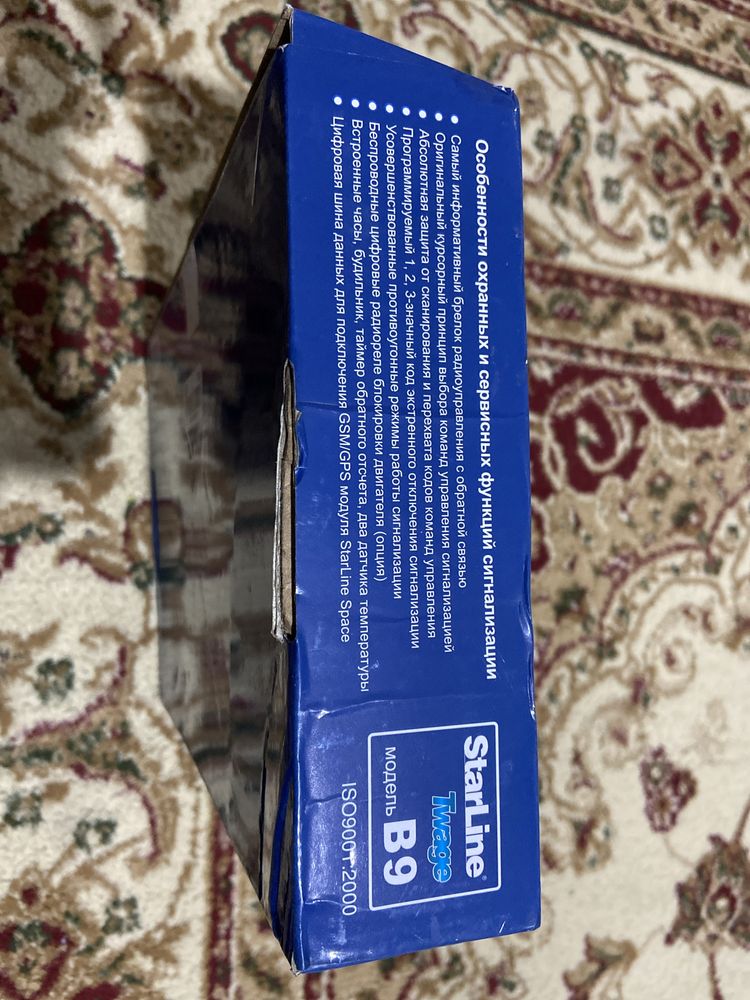 Особенности охранных и сервисных функций сигнализации
• Самый информативный брелок радиоуправления с обратной связью
• Оригинальный курсорный принцип выбора команд управления сигнализацией
• Абсолютная защита от сканирования и перехвата кодов команд управления
• Программируемый 1, 2, 3-значный код экстренного отключения сигнализации
• Усовершенствованные противоугонные режимы работы сигнализации
• Беспроводные цифровые радиореле блокировки двигателя (опция)
• Встроенные часы, будильник, таймер обратного отсчета, два датчика температуры
• Цифровая шина данных для подключения GSM/GPS модуля StarLine Space
StarLine®
Twage
модель B9
ISO9001:2000